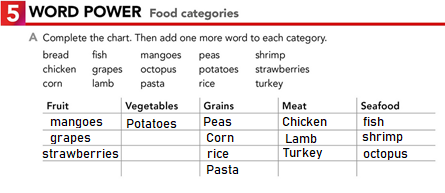 5 WORD POWER Food categories
A Complete the chart. Then add one more word to each category.
bread fish mangoes peas shrimp
chicken grapes octopus potatoes strawberries
corn lamb pasta rice turkey
Fruit Vegetables Grains Meat Seafood
mangoes Potatoes Peas Chicken fish
grapes Corn Lamb shrimp
strawberries rice Turkey octopus
Pasta